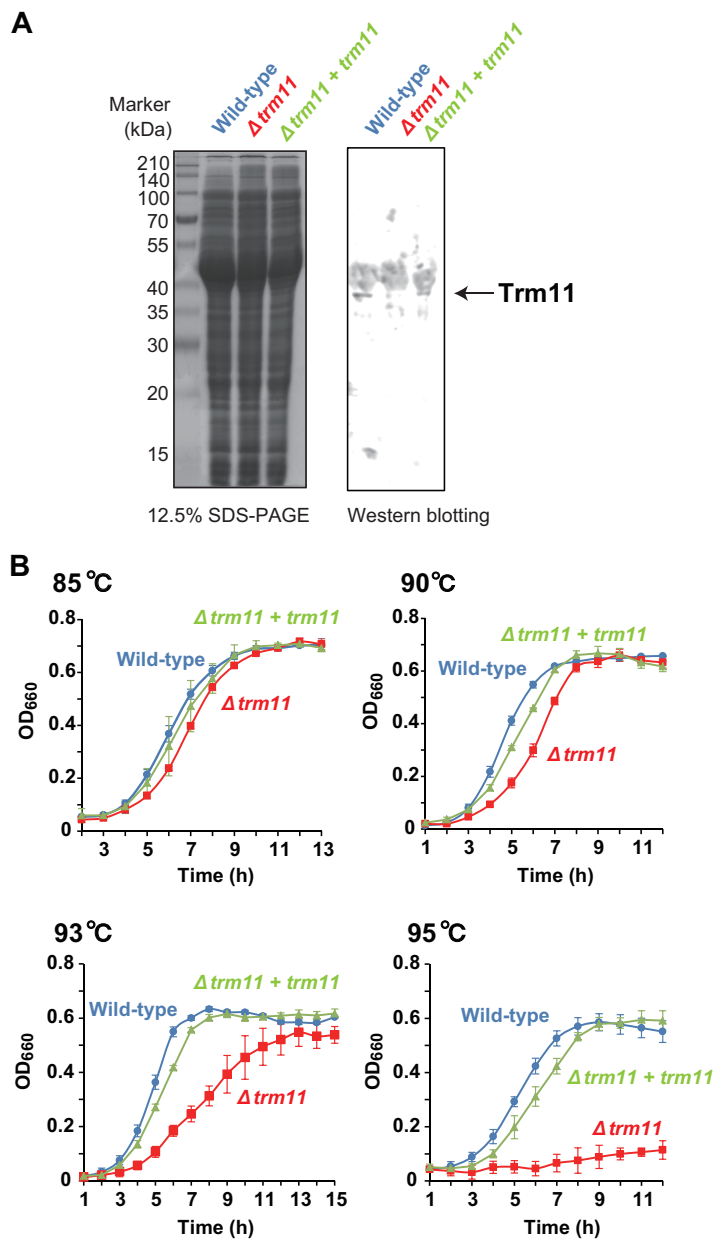 A
Marker
(kDa)
Wild-type
Δtrm11
Δtrm11 + trm11
Wild-type
Δtrm11
Δtrm11 + trm11
210
140
100
70
55
40
35
30
20
15
Trm11
12.5% SDS-PAGE
Western blotting
B
85℃
0.8
0.6
0.4
0.2
0
OD660
Δtrm11 + trm11
Wild-type
Δtrm11
3 5 7 9 11 13
Time (h)
90℃
0.8
0.6
0.4
0.2
0
OD660
Δtrm11 + trm11
Wild-type
Δtrm11
1 3 5 7 9 11
Time (h)
93℃
0.8
0.6
0.4
0.2
0
OD660
Δtrm11 + trm11
Wild-type
Δtrm11
1 3 5 7 9 11 13 15
Time (h)
95℃
0.8
0.6
0.4
0.2
0
OD660
Wild-type
Δtrm11 + trm11
Δtrm11
1 3 5 7 9 11
Time (h)